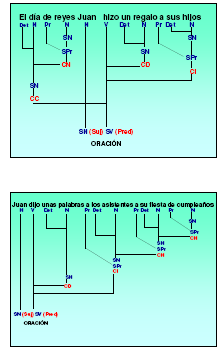 El día de reyes Juan hizo un regalo a sus hijos
Det N Pr N N V Det N Pr Det N
SN SN SN
SPr SPr
CN CN
SN SN
CC CD CI
SN (Suj) SV (Pred)
ORACIÓN
Juan dijo unas palabras a los asistentes a su fiesta de cumpleaños
N V Det N Pr Det N Pr Det N Pr N
SN
SPr
CN
SN
SPr
CN
SN
SPr
CI
SN
CD
SN (Suj) SV (Pred)
ORACIÓN